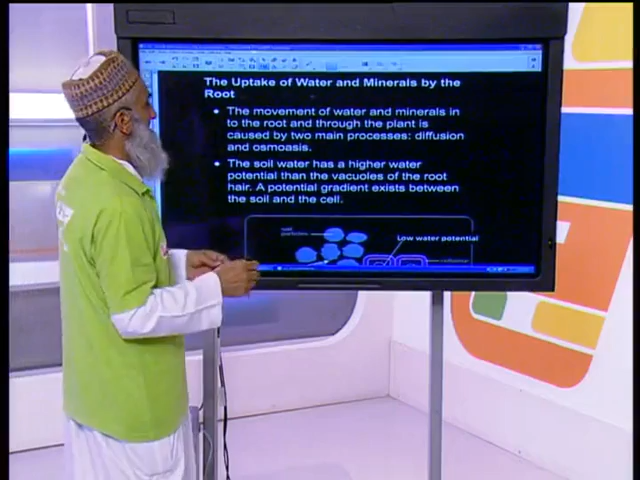 The Uptake of Water and Minerals by the
Root
The movement of water and minerals in
to the root and through the plant is
caused by two main processes: diffusion
and osmoasis.
The soil water has a higher water
potential than the vacuoles of the root
hair. A potential gradient exists between
the soil and the cell.
Low water potential